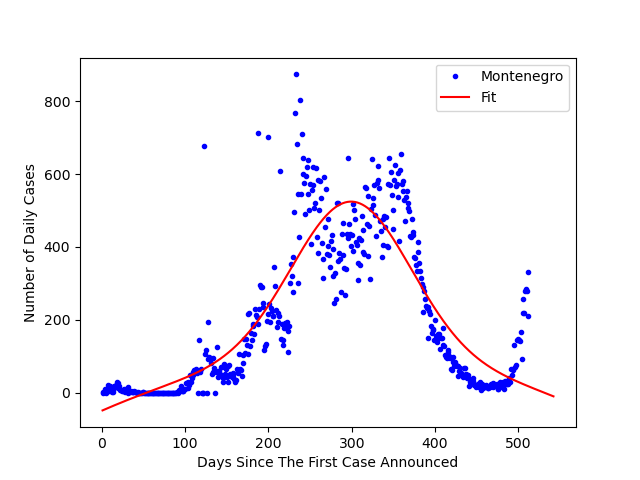 Montenegro
Fit
Number of Daily Cases
800
600
400
200
0
0 100 200 300 400 500
Days Since The First Case Announced